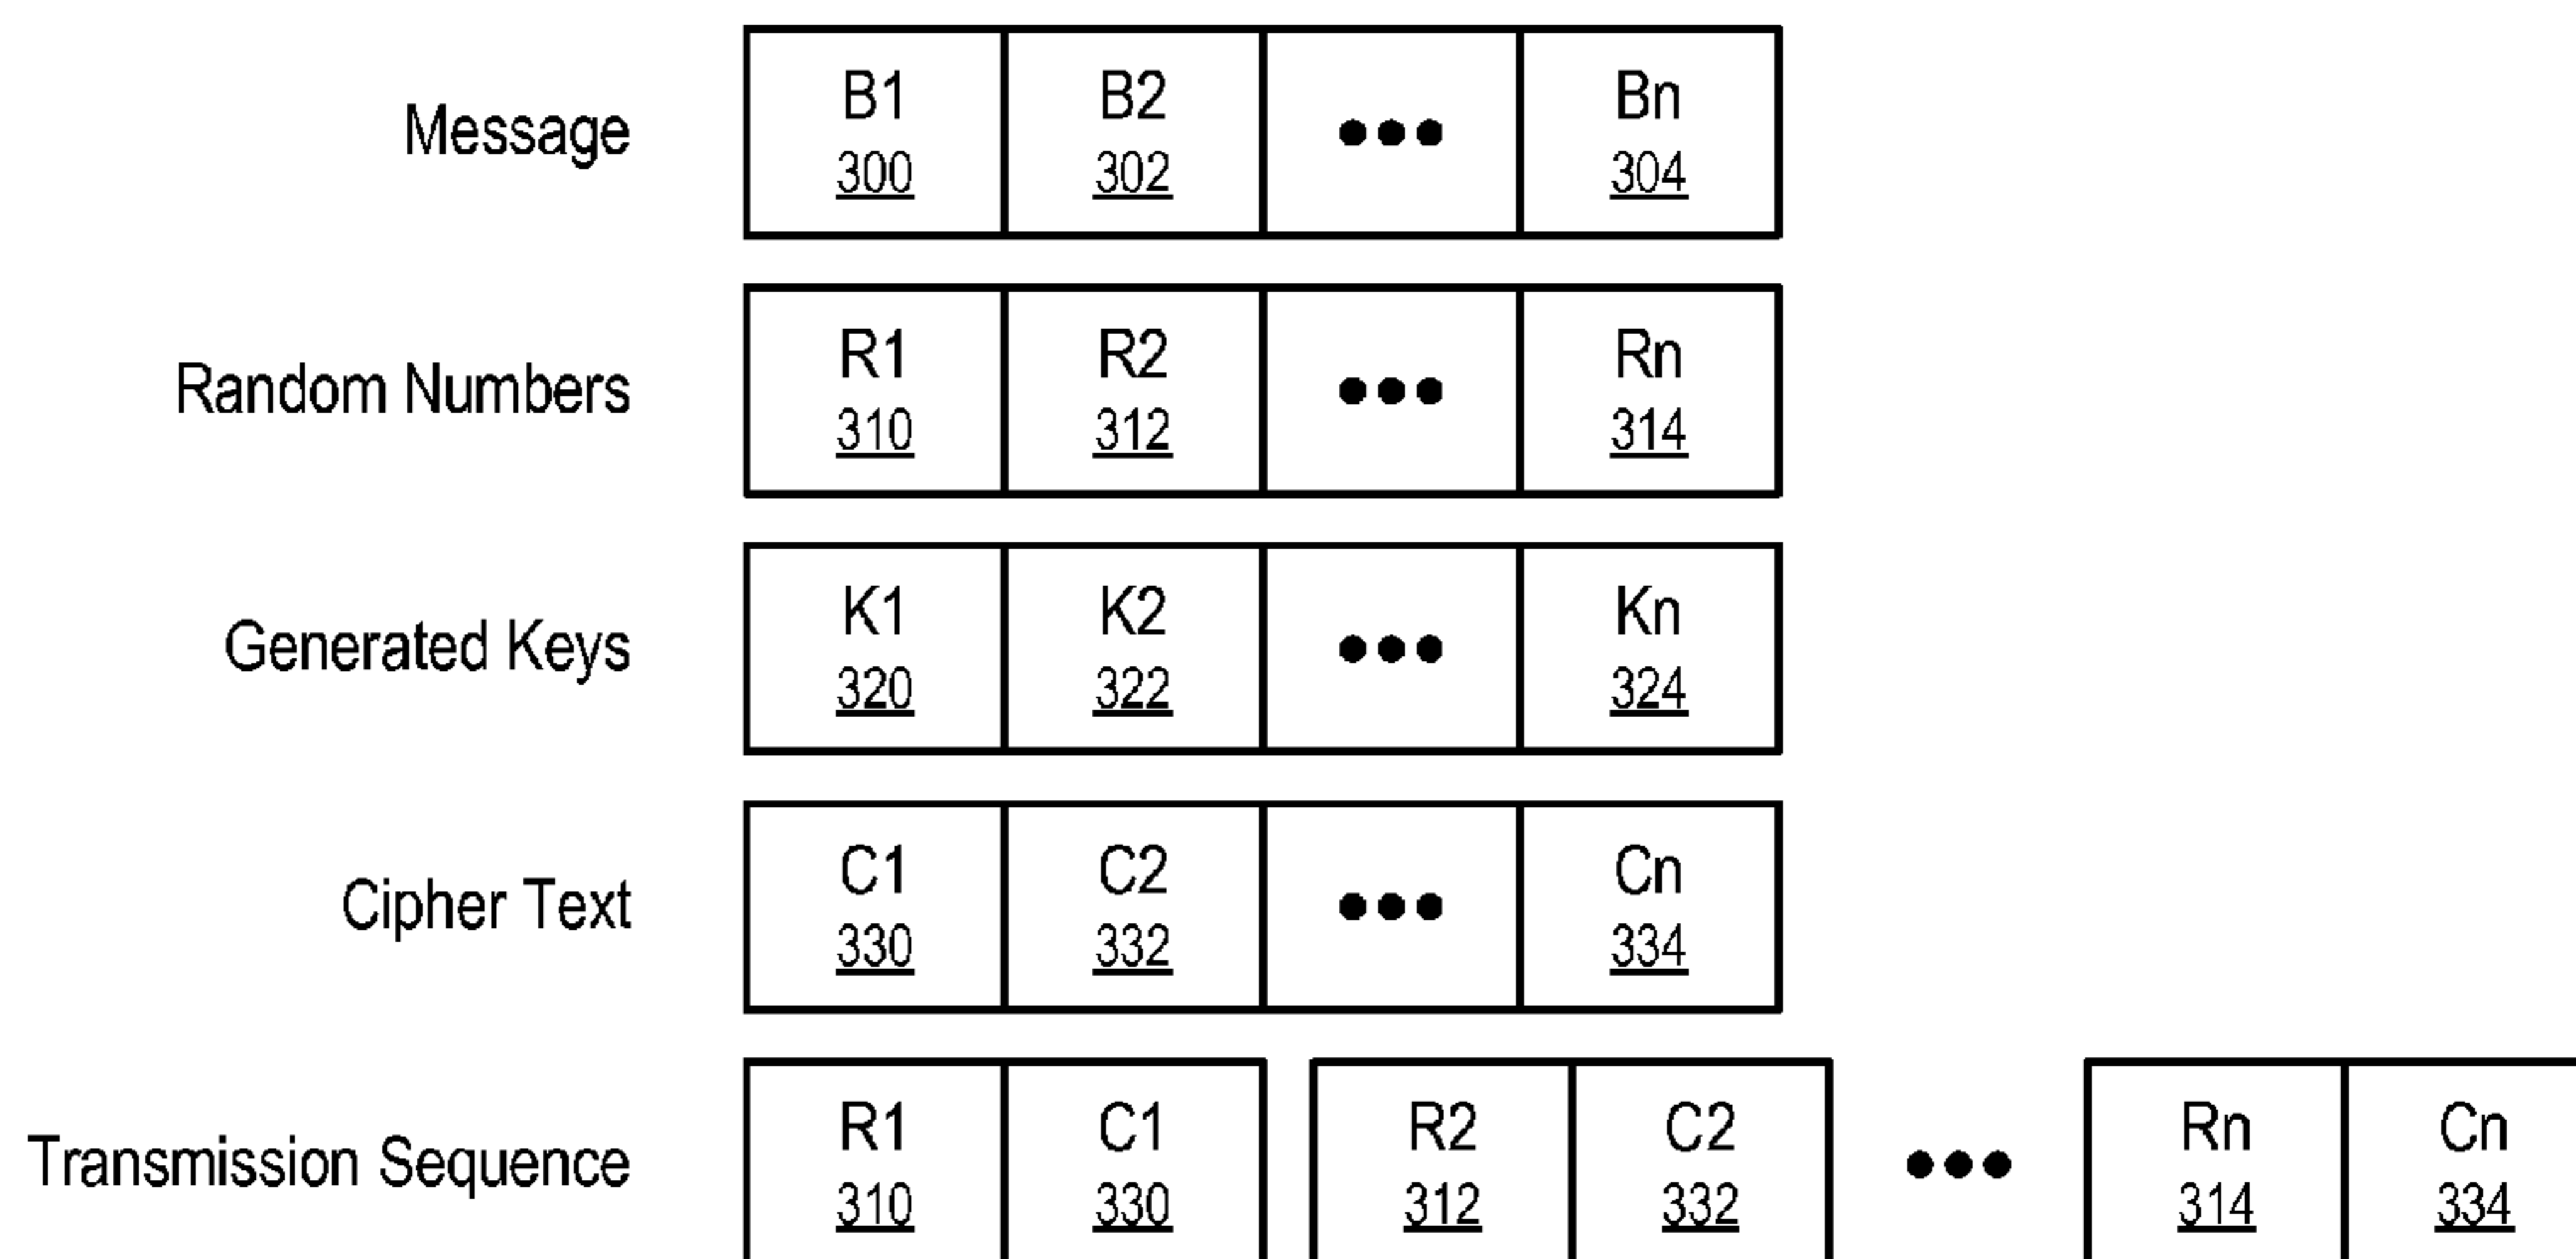 B1 B2 Bn
Message ●●●
300 302 304
R1 R2 Rn
Random Numbers ●●●
310 312 314
K1 K2 Kn
Generated Keys ●●●
320 322 324
C1 C2 Cn
Cipher Text ●●●
330 332 334
R1 C1 R2 C2 Rn Cn
Transmission Sequence ●●●
310 330 312 332 314 334